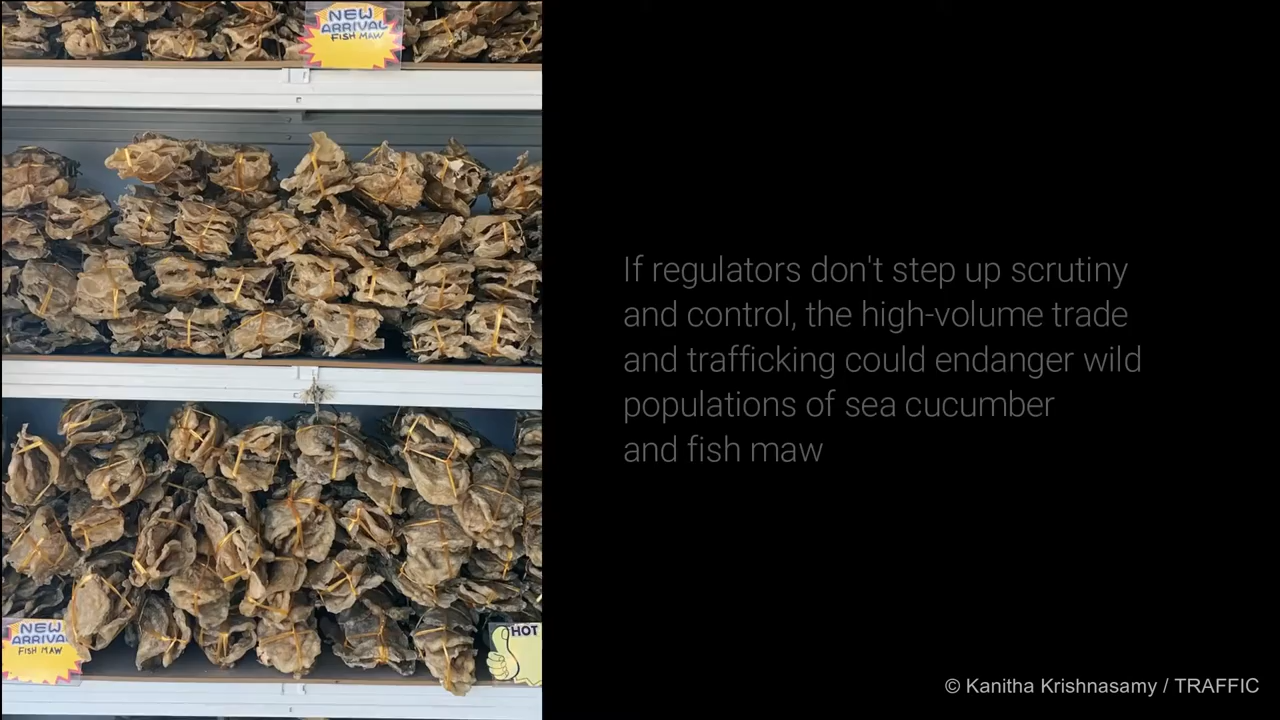 NEW
ARRIVAL
FISH MAW
NEW
ARRIVAL
FISH MAW
HOT
If regulators don't step up scrutiny
and control, the high-volume trade
and trafficking could endanger wild
populations of sea cucumber
and fish maw
© Kanitha Krishnasamy / TRAFFIC